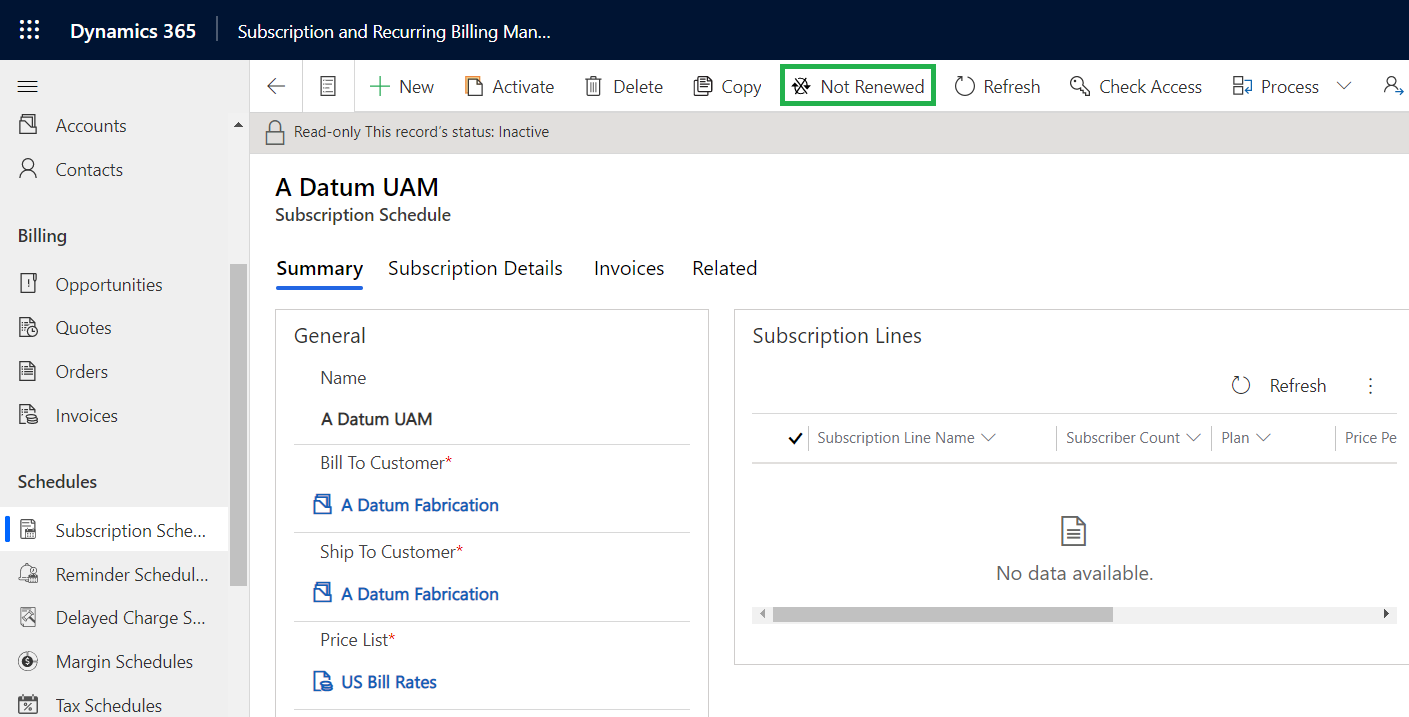 Dynamics 365
Subscription and Recurring Billing Man...
New
Activate
Delete
Copy
Not Renewed
Refresh
Check Access
Process
Read-only This record's status: Inactive
Accounts
Contacts
Billing
Opportunities
Quotes
Orders
Invoices
Schedules
Subscription Sche...
Reminder Schedul...
Delayed Charge S...
Margin Schedules
Tax Schedules
A Datum UAM
Subscription Schedule
Summary
Subscription Details
Invoices
Related
General
Name
A Datum UAM
Bill To Customer*
A Datum Fabrication
Ship To Customer*
A Datum Fabrication
Price List*
US Bill Rates
Subscription Lines
Refresh
Subscription Line Name
Subscriber Count
Plan
Price Pe
No data available.